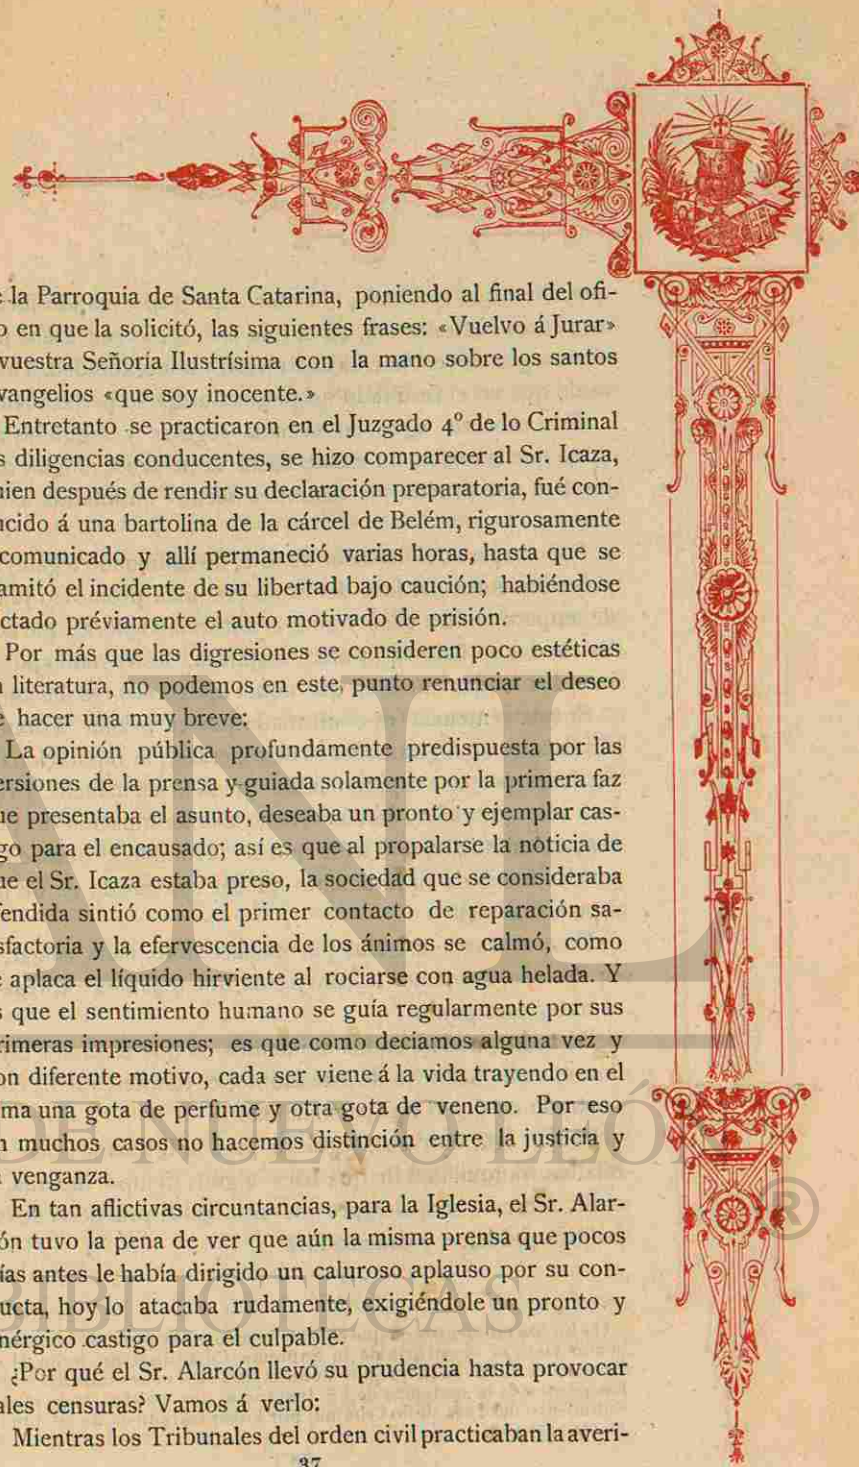 la Parroquia de Santa Catarina, poniendo al final del ofi-
en que la solicitó, las siguientes frases: «Vuelvo á Jurar»
vuestra Señoría Ilustrísima con la mano sobre los santos
vangelios «que soy inocente.»
Entretanto se practicaron en el Juzgado 4º de lo Criminal
s diligencias conducentes, se hizo comparecer al Sr. Icaza,
uien después de rendir su declaración preparatoria, fué con-
ucido á una bartolina de la cárcel de Belém, rigurosamente
comunicado y allí permaneció varias horas, hasta que se
amitó el incidente de su libertad bajo caución; habiéndose
ctado préviamente el auto motivado de prisión.
Por más que las digresiones se consideren poco estéticas
n literatura, no podemos en este, punto renunciar el deseo
e hacer una muy breve:
La opinión pública profundamente predispuesta por las
ersiones de la prensa y guiada solamente por la primera faz
ue presentaba el asunto, deseaba un pronto y ejemplar cas-
go para el encausado; así es que al propalarse la noticia de
ue el Sr. Icaza estaba preso, la sociedad que se consideraba
fendida sintió como el primer contacto de reparación sa-
sfactoria y la efervescencia de los ánimos se calmó, como
e aplaca el líquido hirviente al rociarse con agua helada. Y
s que el sentimiento humano se guía regularmente por sus
rimeras impresiones; es que como deciamos alguna vez y
on diferente motivo, cada ser viene á la vida trayendo en el
ma una gota de perfume y otra gota de veneno. Por eso
n muchos casos no hacemos distinción entre la justicia y
venganza.
En tan aflictivas circuntancias, para la Iglesia, el Sr. Alar-
ón tuvo la pena de ver que aún la misma prensa que pocos
ías antes le había dirigido un caluroso aplauso por su con-
ucta, hoy lo atacaba rudamente, exigiéndole un pronto y
nérgico castigo para el culpable.
¿Por qué el Sr. Alarcón llevó su prudencia hasta provocar
ales censuras? Vamos á verlo:
Mientras los Tribunales del orden civil practicaban la averi-
37
ANL
DE NUEVO LEÓN
®
BIBLIOTECAS